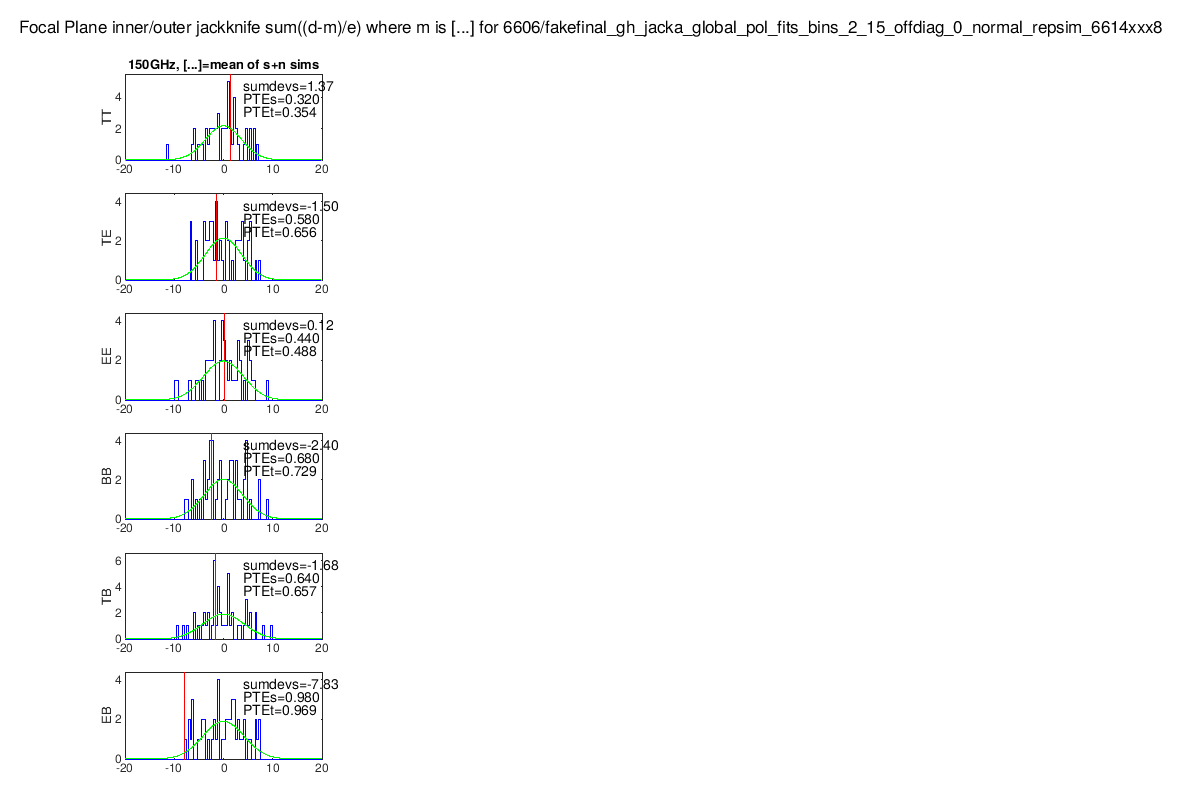 Focal Plane inner/outer jackknife sum((d-m)/e) where m is [...] for 6606/fakefinal_gh_jacka_global_pol_fits_bins_2_15_offdiag_0_normal_repsim_6614xxx8
150GHz, [...]=mean of s+n sims
sumdevs=1.37
PTEs=0.320
PTEt=0.354
TT
4
2
0
-20 -10 0 10 20
sumdevs=-1.50
PTEs=0.580
PTEt=0.656
TE
4
2
0
-20 -10 0 10 20
sumdevs=0.12
PTEs=0.440
PTEt=0.488
EE
4
2
0
-20 -10 0 10 20
sumdevs=-2.40
PTEs=0.680
PTEt=0.729
BB
4
2
0
-20 -10 0 10 20
sumdevs=-1.68
PTEs=0.640
PTEt=0.657
TB
6
4
2
0
-20 -10 0 10 20
sumdevs=-7.83
PTEs=0.980
PTEt=0.969
EB
4
2
0
-20 -10 0 10 20